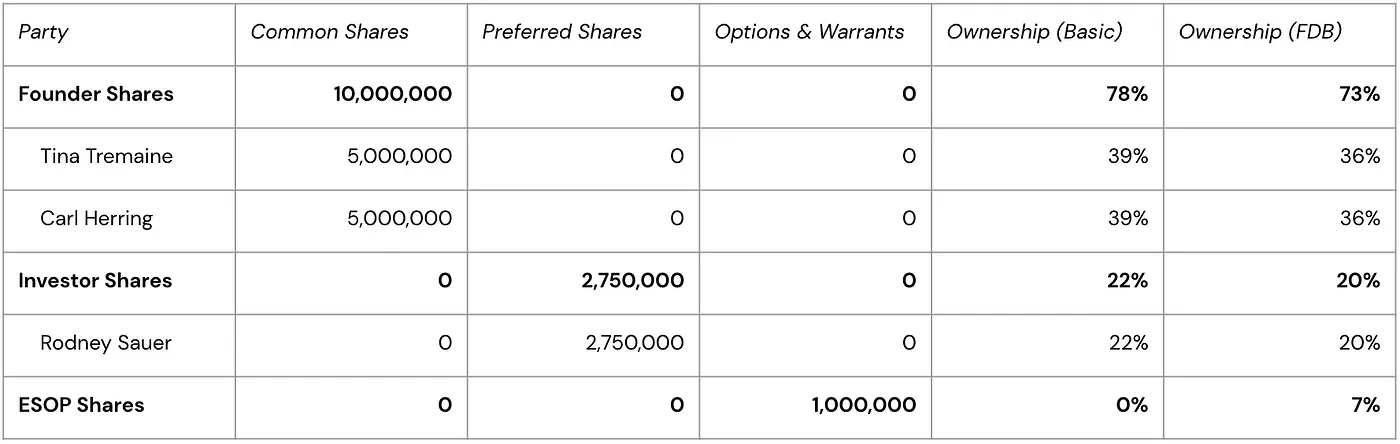 Party Common Shares Preferred Shares Options & Warrants Ownership (Basic) Ownership (FDB)
Founder Shares 10,000,000 0 0 78% 73%
Tina Tremaine 5,000,000 0 0 39% 36%
Carl Herring 5,000,000 0 0 39% 36%
Investor Shares 0 2,750,000 0 22% 20%
Rodney Sauer 0 2,750,000 0 22% 20%
ESOP Shares 0 0 1,000,000 0% 7%